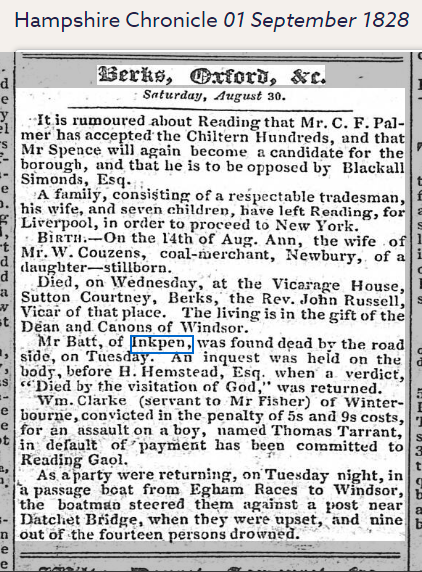 Hampshire Chronicle 01 September 1828
Berks, Oxford, &c.
Saturday, August 30.
It is rumoured about Reading that Mr. C. F. Pal-
mer has accepted the Chiltern Hundreds, and that
Mr Spence will again become a candidate for the
borough, and that he is to be opposed by Blackall
Simonds, Esq.
A family, consisting of a respectable tradesman,
his wife, and seven children, have left Reading, for
Liverpool, in order to proceed to New York.
BIRTH.—On the 14th of Aug. Ann, the wife of
Mr. W. Couzens, coal-merchant, Newbury, of a
daughter—stillborn.
Died, on Wednesday, at the Vicarage House,
Sutton Courtney, Berks, the Rev. John Russell,
Vicar of that place. The living is in the gift of the
Dean and Canons of Windsor.
Mr Batt, of Inkpen, was found dead by the road
side, on Tuesday. An inquest was held on the
body, before H. Hemstead, Esq. when a verdict,
"Died by the visitation of God," was returned.
Wm. Clarke (servant to Mr Fisher) of Winter-
bourne, convicted in the penalty of 5s and 9s costs,
for an assault on a boy, named Thomas Tarrant,
in default of payment has been committed to
Reading Gaol.
As a party were returning, on Tuesday night, in
a passage boat from Egham Races to Windsor,
the boatman steered them against a post near
Datchet Bridge, when they were upset, and nine
out of the fourteen persons drowned.